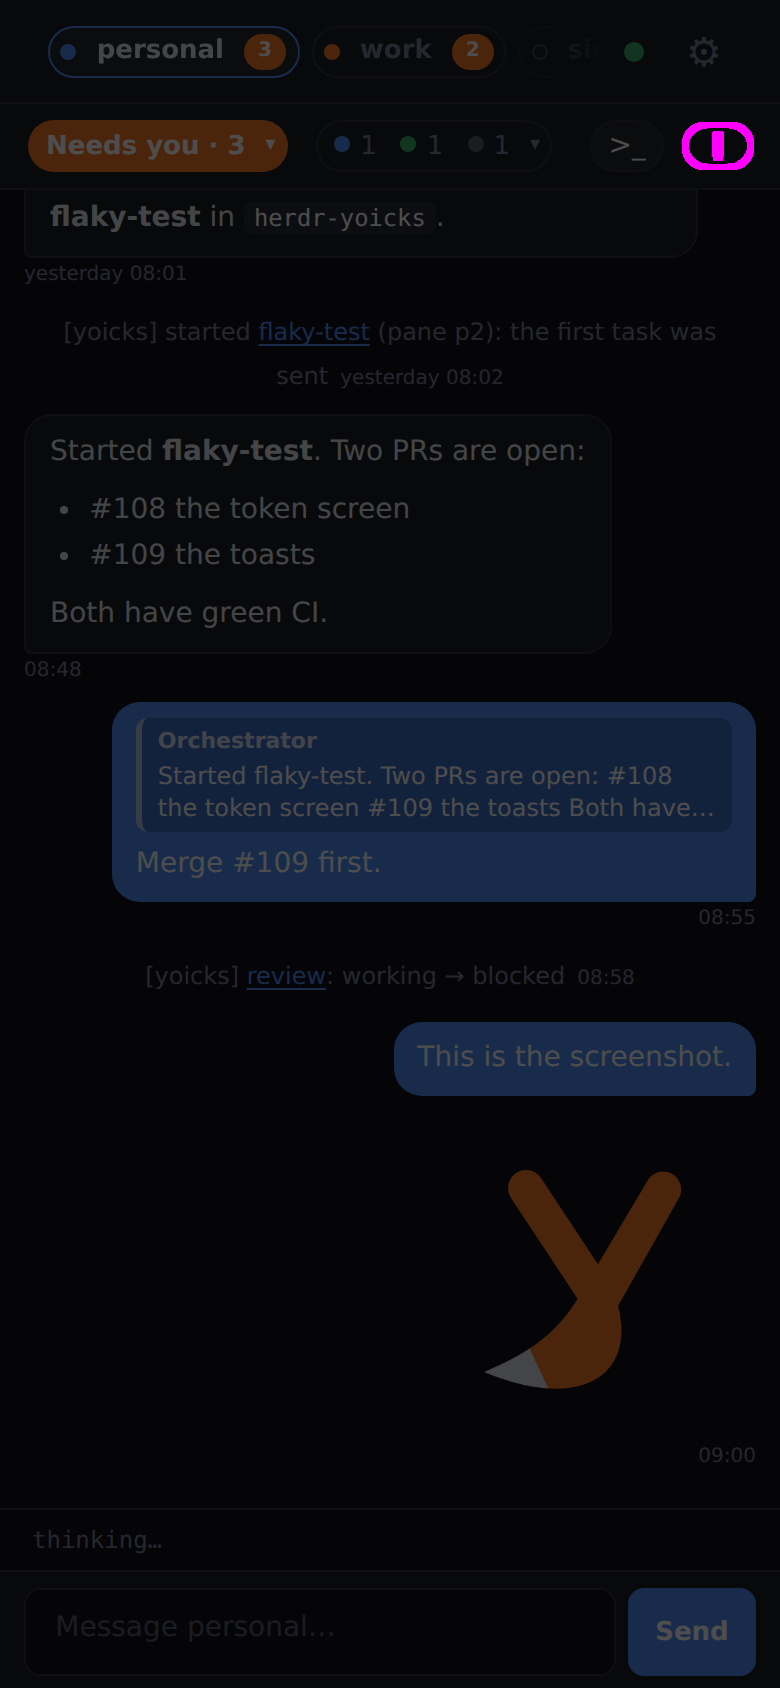 personal 3 work 2
Needs you · 3 ▾ 1 1 1 ▾ >_
flaky-test in herdr-yoicks.
yesterday 08:01
[yoicks] started flaky-test (pane p2): the first task was
sent yesterday 08:02
Started flaky-test. Two PRs are open:
• #108 the token screen
• #109 the toasts
Both have green CI.
08:48
Orchestrator
Started flaky-test. Two PRs are open: #108
the token screen #109 the toasts Both have…
Merge #109 first.
08:55
[yoicks] review: working → blocked 08:58
This is the screenshot.
09:00
thinking…
Message personal…
Send